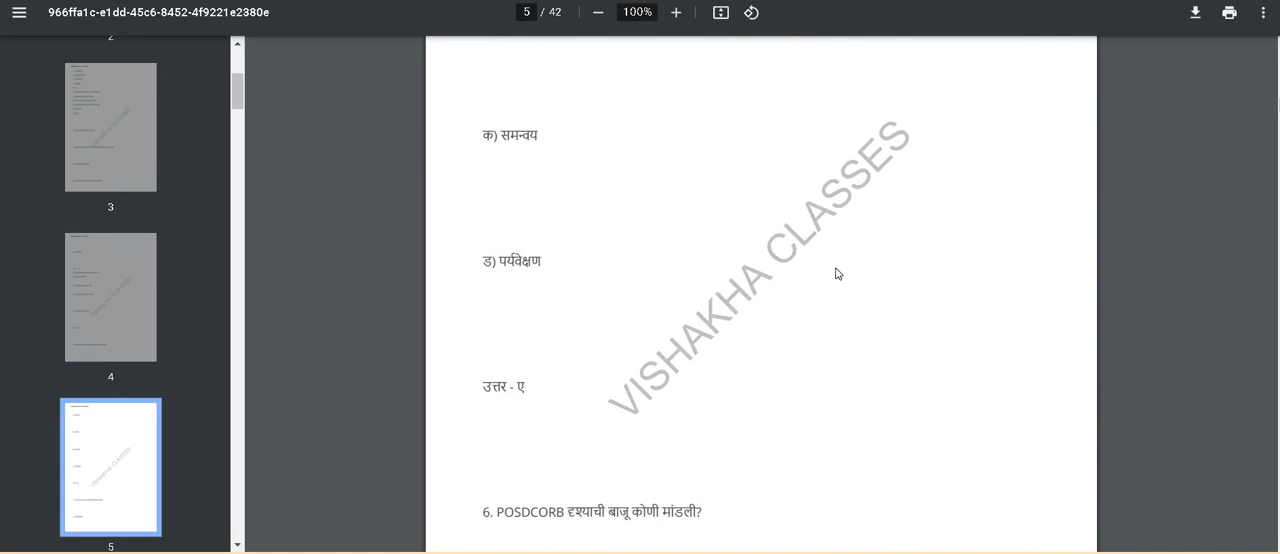 966ffa1c-e1dd-45c6-8452-4f9221e2380e
5 / 42
100%
2
3
4
5
क) समन्वय
ड) पर्यवेक्षण
उत्तर - ए
6. POSDCORB दृश्याची बाजू कोणी मांडली?
VISHAKHA CLASSES